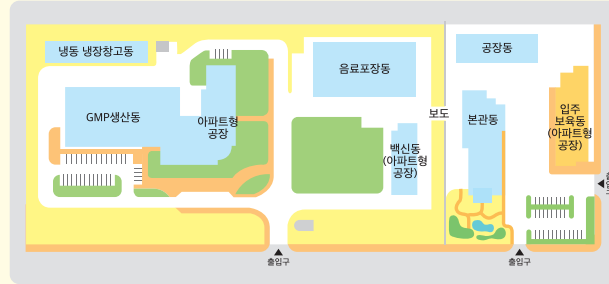 냉동 냉장창고동
공장동
음료포장동
GMP생산동
아파트형
공장
보도
본관동
입주
보육동
(아파트형
공장)
백신동
(아파트형
공장)
출입구
출입구